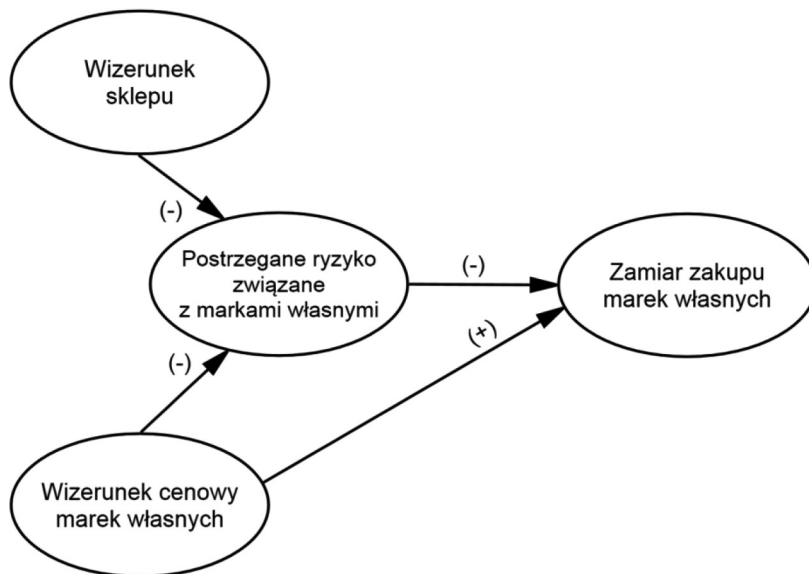 Wizerunek
sklepu
(-)
Postrzegane ryzyko
związane
z markami własnymi
(-)
Zamiar zakupu
marek własnych
(+)
(-)
Wizerunek cenowy
marek własnych